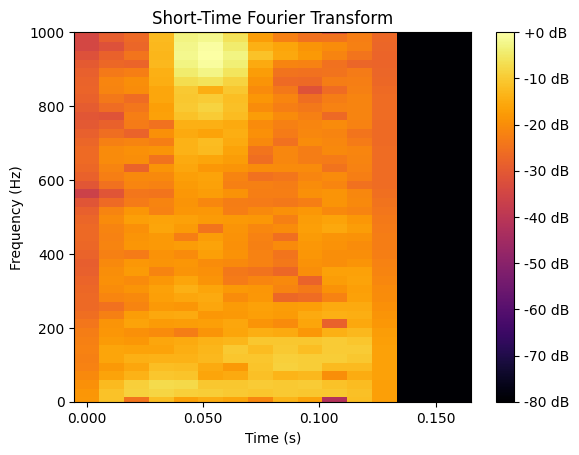 Short-Time Fourier Transform
1000
800
600
400
200
0
Frequency (Hz)
0.000
0.050
0.100
0.150
Time (s)
+0 dB
-10 dB
-20 dB
-30 dB
-40 dB
-50 dB
-60 dB
-70 dB
-80 dB